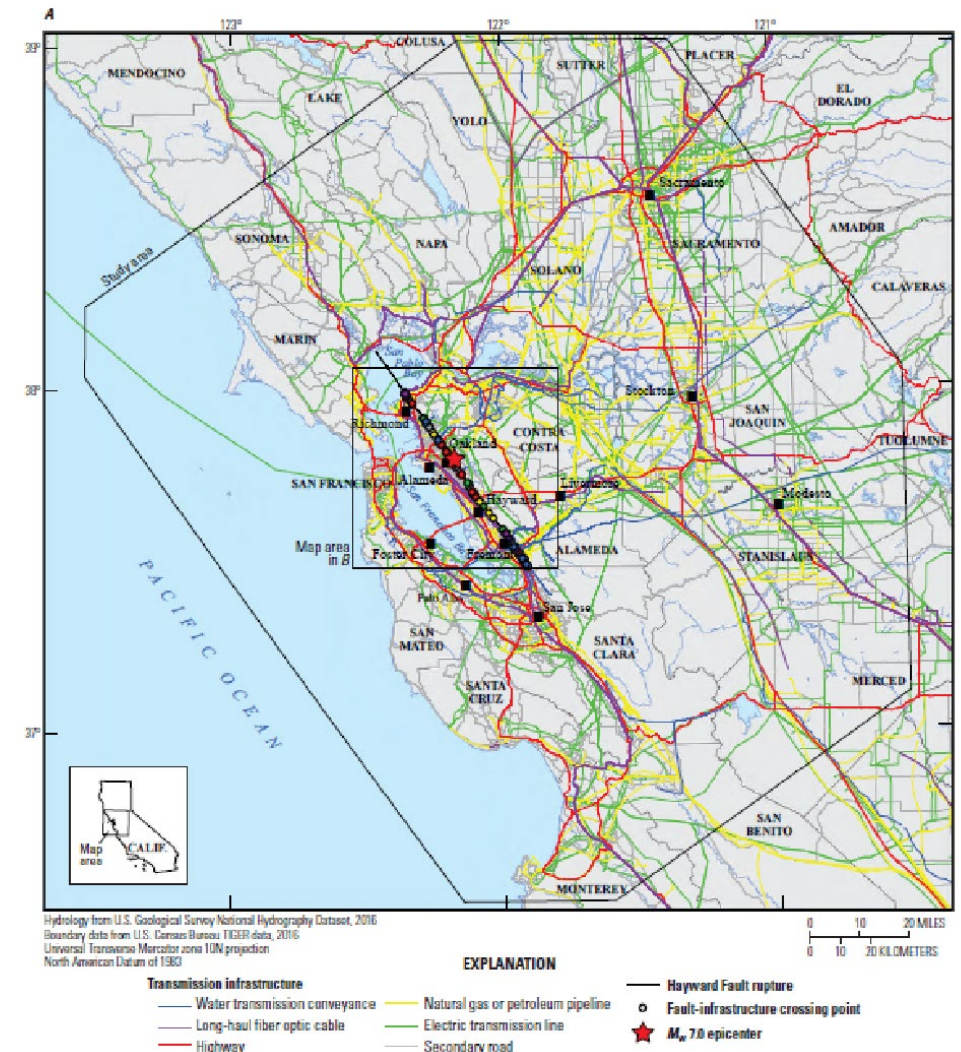 A
123° 122° 121°
39°
COLUSA
PLACER
SUTTER
MENDOCINO
EL
DORADO
LAKE
YOLO
Sacramento
AMADOR
SONOMA
NAPA
SACRAMENTO
SOLANO
Study area
CALAVERAS
MARIN
San
Pablo
Bay
38°
Stockton
SAN
JOAQUIN
Richmond
CONTRA
COSTA
Oakland
TUOLUMNE
SAN FRANCISCO
Alameda
Livermore
Modesto
Hayward
San Francisco Bay
Map area
in B
Foster City
Fremont
ALAMEDA
STANISLAUS
PACIFIC OCEAN
Palo Alto
San Jose
SAN
MATEO
SANTA
CLARA
SANTA
CRUZ
MERCED
37°
SAN
BENITO
Map
area
CALIF.
MONTEREY
Hydrology from U.S. Geological Survey National Hydrography Dataset, 2016
Boundary data from U.S. Census Bureau TIGER data, 2016
Universal Transverse Mercator zone 10N projection
North American Datum of 1983
0 10 20 MILES
0 10 20 KILOMETERS
EXPLANATION
Transmission infrastructure
Water transmission conveyance
Long-haul fiber optic cable
Highway
Natural gas or petroleum pipeline
Electric transmission line
Secondary road
Hayward Fault rupture
Fault-infrastructure crossing point
Mw 7.0 epicenter